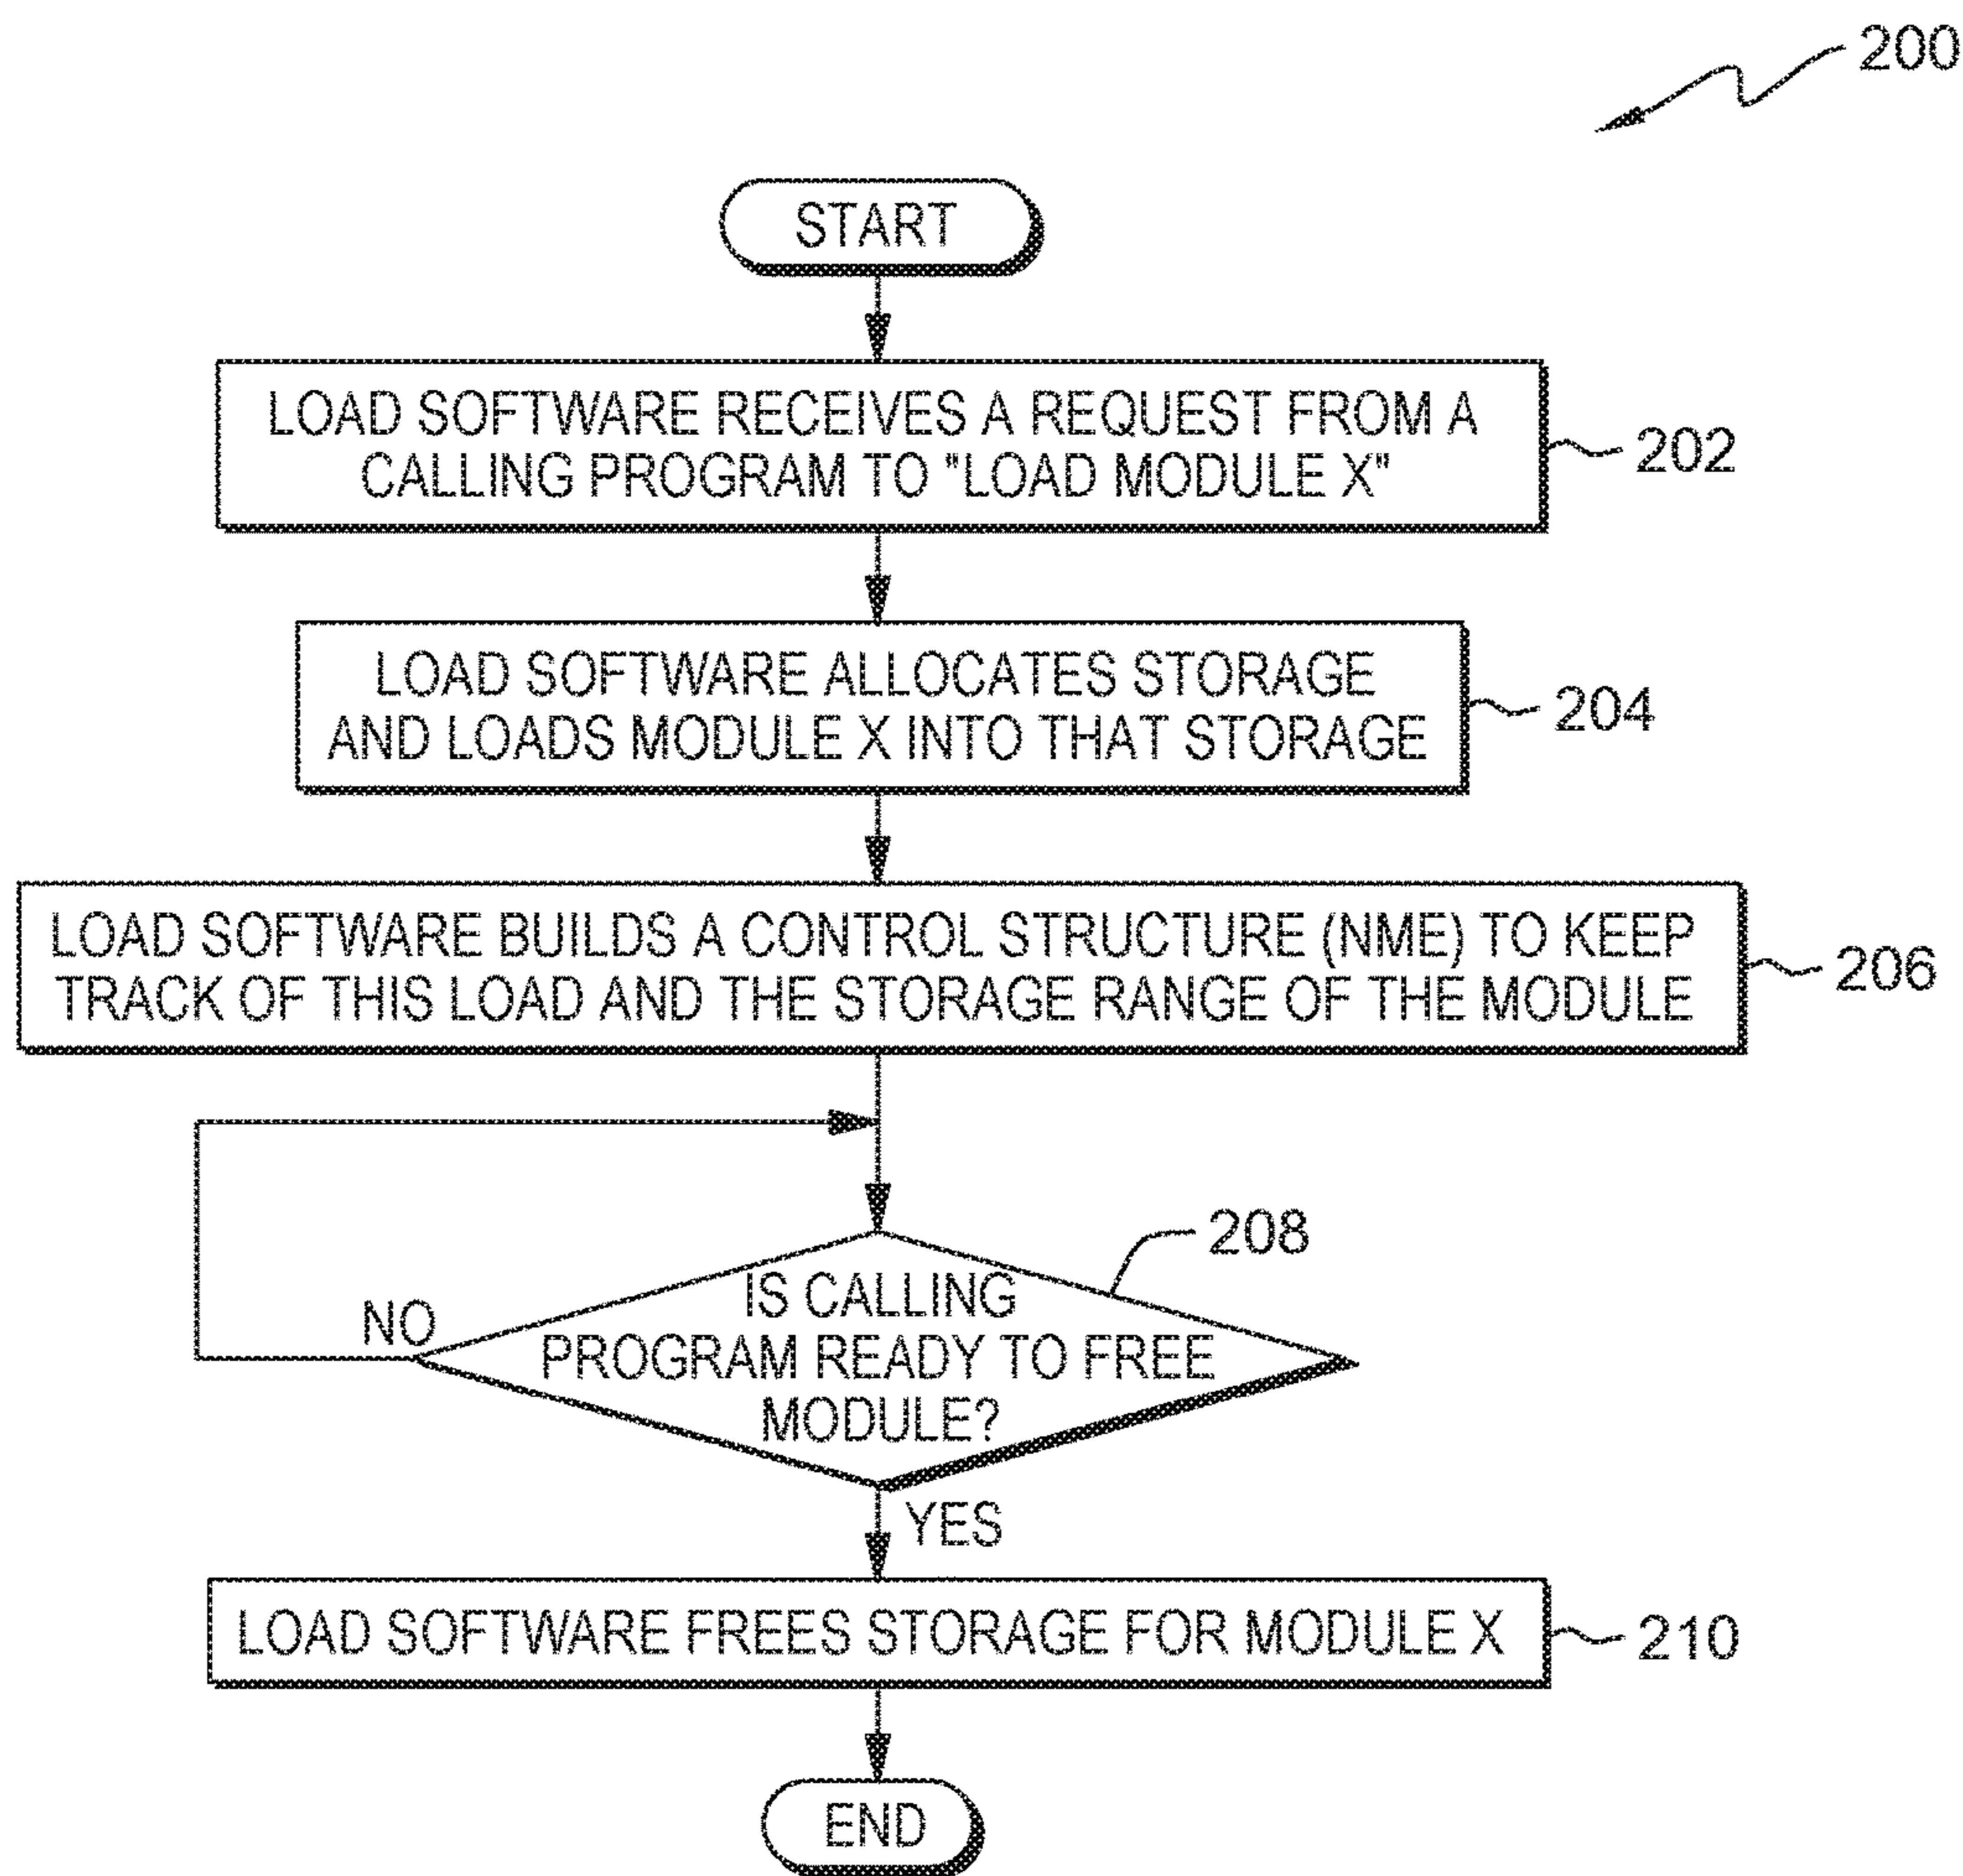 200
START
LOAD SOFTWARE RECEIVES A REQUEST FROM A
CALLING PROGRAM TO "LOAD MODULE X"
202
LOAD SOFTWARE ALLOCATES STORAGE
AND LOADS MODULE X INTO THAT STORAGE
204
LOAD SOFTWARE BUILDS A CONTROL STRUCTURE (NME) TO KEEP
TRACK OF THIS LOAD AND THE STORAGE RANGE OF THE MODULE
206
208
IS CALLING
PROGRAM READY TO FREE
MODULE?
NO
YES
LOAD SOFTWARE FREES STORAGE FOR MODULE X
210
END